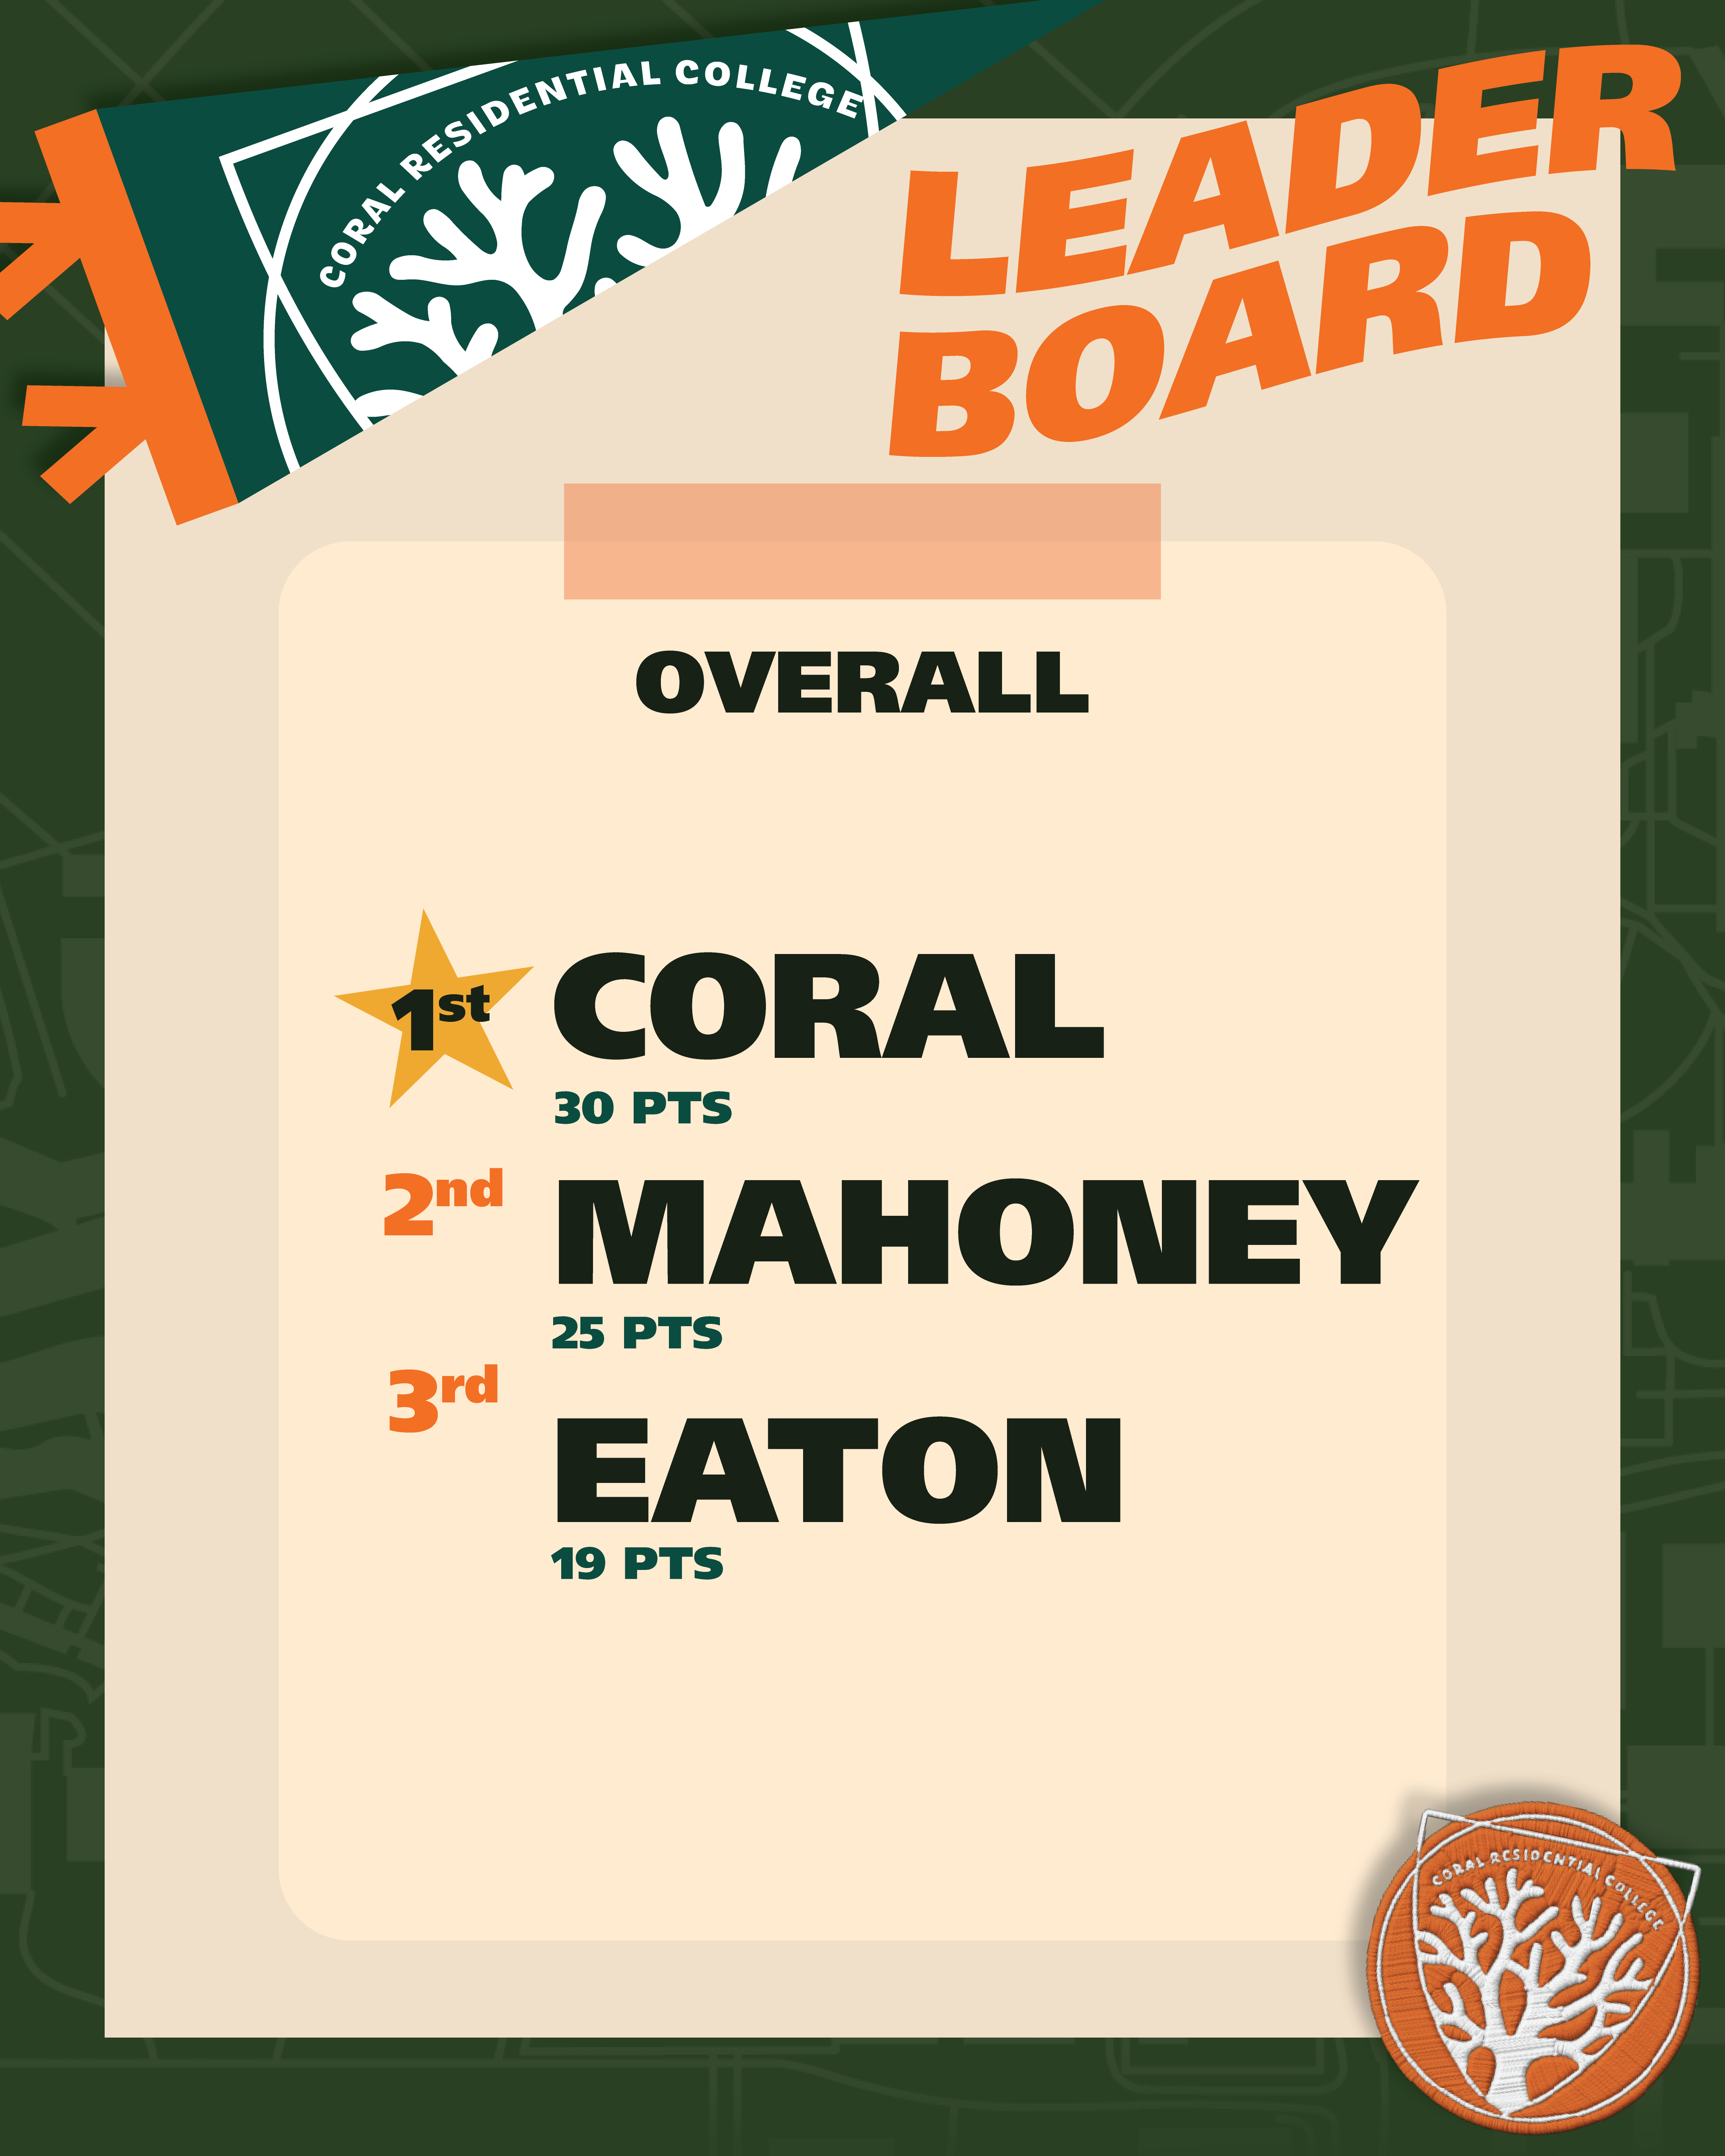 CORAL RESIDENTIAL COLLEGE
LEADER
BOARD
OVERALL
1st CORAL
30 PTS
2nd MAHONEY
25 PTS
3rd
EATON
19 PTS
CORAL RESIDENTIAL COLLEGE